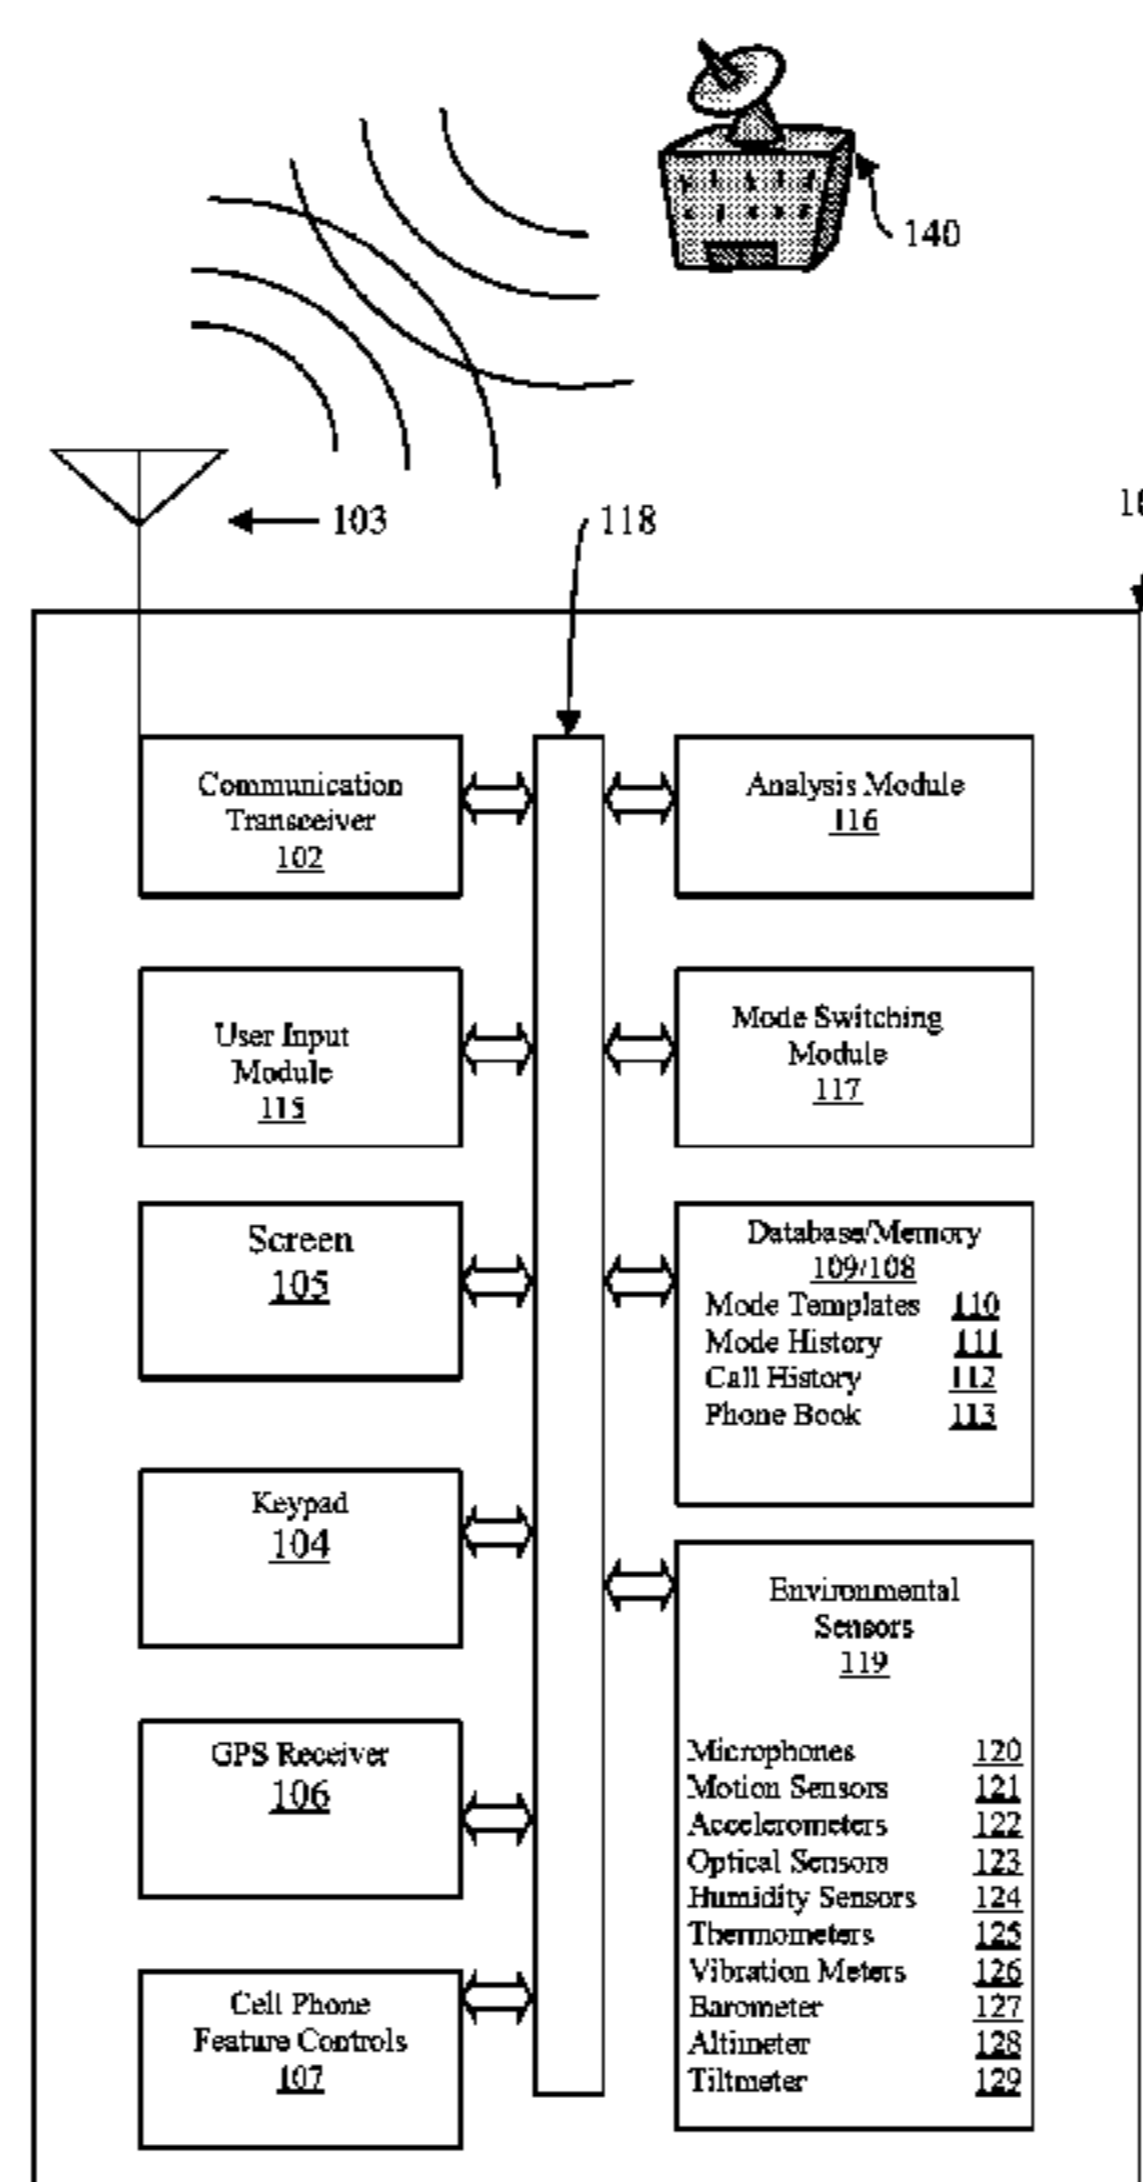 140
103
118
10
Communication
Transceiver
102
Analysis Module
116
User Input
Module
115
Mode Switching
Module
117
Screen
105
Database/Memory
109/108
Mode Templates 110
Mode History 111
Call History 112
Phone Book 113
Keypad
104
Environmental
Sensors
119
Microphones 120
Motion Sensors 121
Accelerometers 122
Optical Sensors 123
Humidity Sensors 124
Thermometers 125
Vibration Meters 126
Barometer 127
Altimeter 128
Tiltmeter 129
GPS Receiver
106
Cell Phone
Feature Controls
107